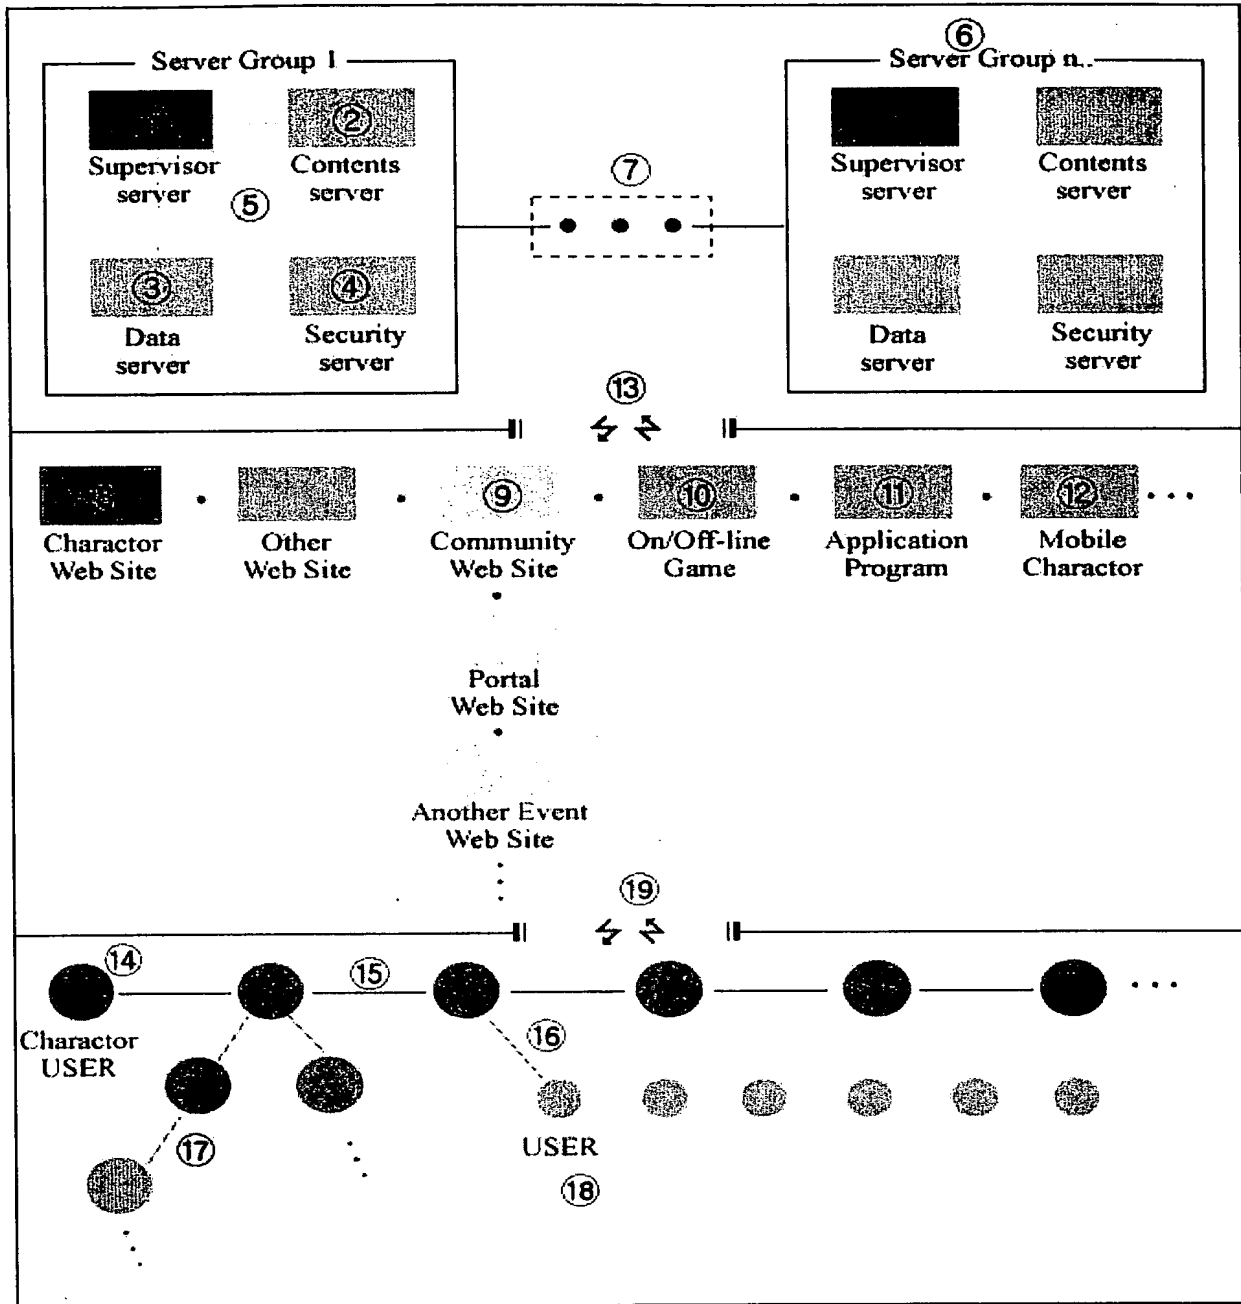 ⑥
Server Group 1
Server Group n..
②
Supervisor
server
Contents
server
Supervisor
server
Contents
server
⑤
⑦
③
④
Data
server
Security
server
Data
server
Security
server
⑬
⑨
⑩
⑪
⑫
Charactor
Web Site
Other
Web Site
Community
Web Site
On/Off-line
Game
Application
Program
Mobile
Charactor
Portal
Web Site
Another Event
Web Site
⑲
⑭
⑮
Charactor
USER
⑯
⑰
USER
⑱